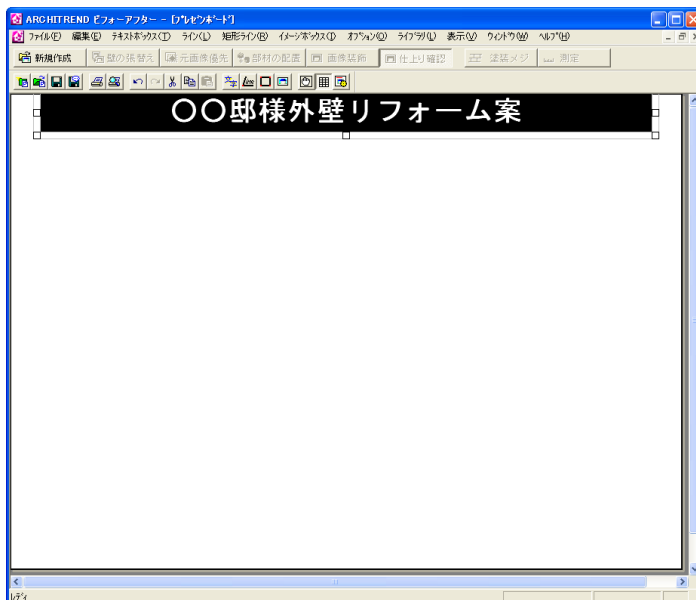 ARCHITREND ビフォーアフター - [ﾌﾟﾚｾﾞﾝﾎﾞｰﾄﾞ]
ﾌｧｲﾙ(F) 編集(E) ﾃｷｽﾄﾎﾞｯｸｽ(T) ﾗｲﾝ(L) 矩形ﾗｲﾝ(R) ｲﾒｰｼﾞﾎﾞｯｸｽ(I) ｵﾌﾟｼｮﾝ(O) ﾗｲﾌﾞﾗﾘ(L) 表示(V) ｳｨﾝﾄﾞｳ(W) ﾍﾙﾌﾟ(H)
新規作成 壁の張替え 元画像優先 部材の配置 画像装飾 仕上り確認 塗装メジ 測定
〇〇邸様外壁リフォーム案
ﾚﾃﾞｨ